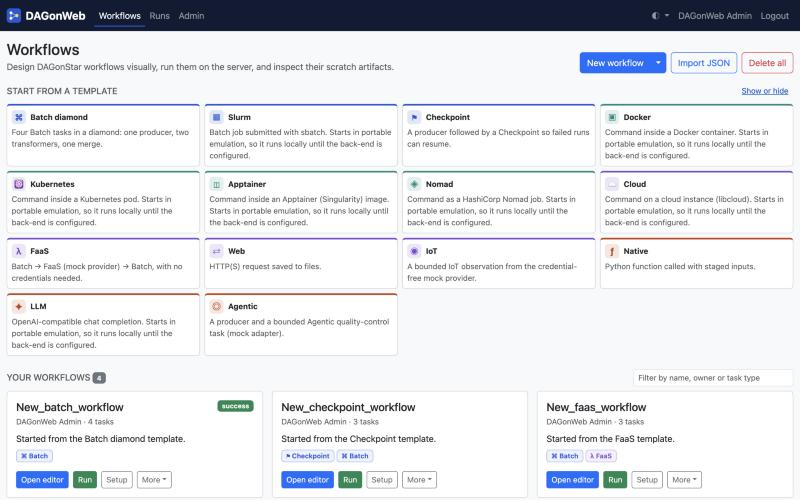 DAGonWeb Workflows Runs Admin DAGonWeb Admin Logout
Workflows
Design DAGonStar workflows visually, run them on the server, and inspect their scratch artifacts.
New workflow Import JSON Delete all
START FROM A TEMPLATE Show or hide
Batch diamond
Four Batch tasks in a diamond: one producer, two
transformers, one merge.
Slurm
Batch job submitted with sbatch. Starts in portable
emulation, so it runs locally until the back-end is
configured.
Checkpoint
A producer followed by a Checkpoint so failed runs
can resume.
Docker
Command inside a Docker container. Starts in
portable emulation, so it runs locally until the
back-end is configured.
Kubernetes
Command inside a Kubernetes pod. Starts in
portable emulation, so it runs locally until the
back-end is configured.
Apptainer
Command inside an Apptainer (Singularity) image.
Starts in portable emulation, so it runs locally until
the back-end is configured.
Nomad
Command as a HashiCorp Nomad job. Starts in
portable emulation, so it runs locally until the
back-end is configured.
Cloud
Command on a cloud instance (libcloud). Starts in
portable emulation, so it runs locally until the
back-end is configured.
λ FaaS
Batch → FaaS (mock provider) → Batch, with no
credentials needed.
Web
HTTP(S) request saved to files.
IoT
A bounded IoT observation from the credential-
free mock provider.
ƒ Native
Python function called with staged inputs.
LLM
OpenAI-compatible chat completion. Starts in
portable emulation, so it runs locally until the
back-end is configured.
Agentic
A producer and a bounded Agentic quality-control
task (mock adapter).
YOUR WORKFLOWS 4 Filter by name, owner or task type
New_batch_workflow success
DAGonWeb Admin · 4 tasks
Started from the Batch diamond template.
⌘ Batch
Open editor Run Setup More
New_checkpoint_workflow
DAGonWeb Admin · 3 tasks
Started from the Checkpoint template.
⚑ Checkpoint ⌘ Batch
Open editor Run Setup More
New_faas_workflow
DAGonWeb Admin · 3 tasks
Started from the FaaS template.
⌘ Batch λ FaaS
Open editor Run Setup More